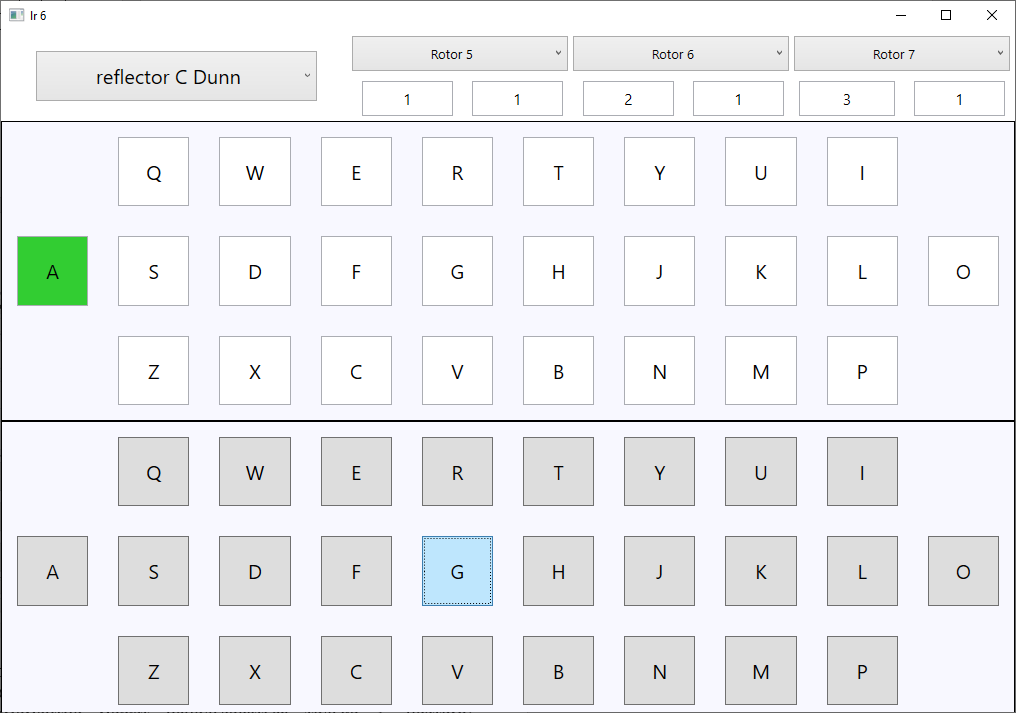 lr 6
reflector C Dunn
Rotor 5 Rotor 6 Rotor 7
1 1 2 1 3 1
Q W E R T Y U I
A S D F G H J K L O
Z X C V B N M P
Q W E R T Y U I
A S D F G H J K L O
Z X C V B N M P